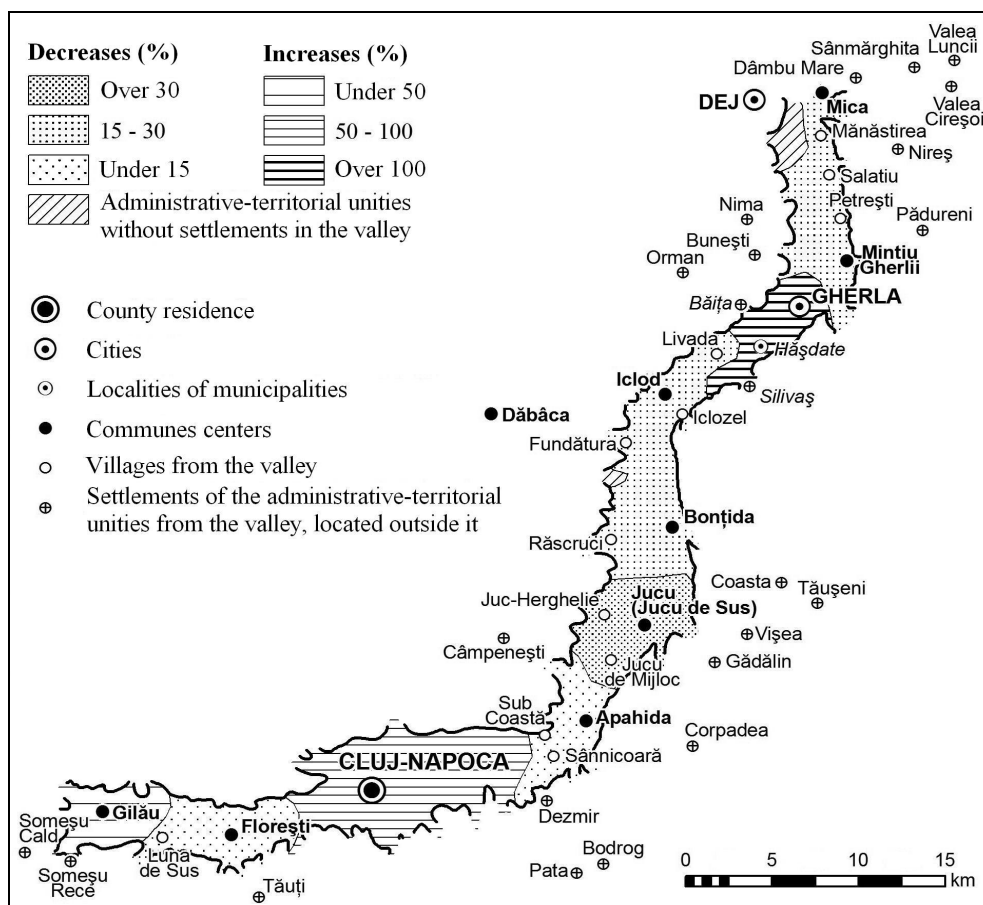 Decreases (%)
Increases (%)
Over 30
Under 50
15 - 30
50 - 100
Under 15
Over 100
Administrative-territorial unities
without settlements in the valley
County residence
Cities
Localities of municipalities
Communes centers
Villages from the valley
Settlements of the administrative-territorial
unities from the valley, located outside it
Valea
Luncii
Sânmărghita
Dâmbu Mare
DEJ
Mica
Valea
Cireşoi
Mănăstirea
Nireş
Salatiu
Petreşti
Nima
Pădureni
Buneşti
Orman
Mintiu
Gherlii
GHERLA
Băiţa
Livada
Hăşdate
Iclod
Silivaş
Dăbâca
Iclozel
Fundătura
Bonţida
Răscruci
Coasta
Tăuşeni
Juc-Herghelie
Jucu
(Jucu de Sus)
Vişea
Câmpeneşti
Jucu
de Mijloc
Gădălin
Sub
Coastă
Apahida
Corpadea
CLUJ-NAPOCA
Sânnicoară
Dezmir
Gilău
Someşu
Cald
Floreşti
Luna
de Sus
Someşu
Rece
Tăuţi
Bodrog
Pata
0 5 10 15
km